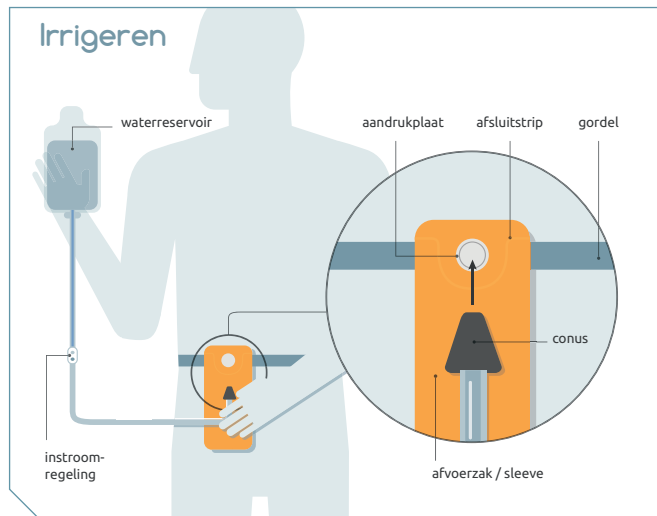 Irrigeren
waterreservoir
aandrukplaat
afsluitstrip
gordel
conus
instroom-
regeling
afvoerzak / sleeve